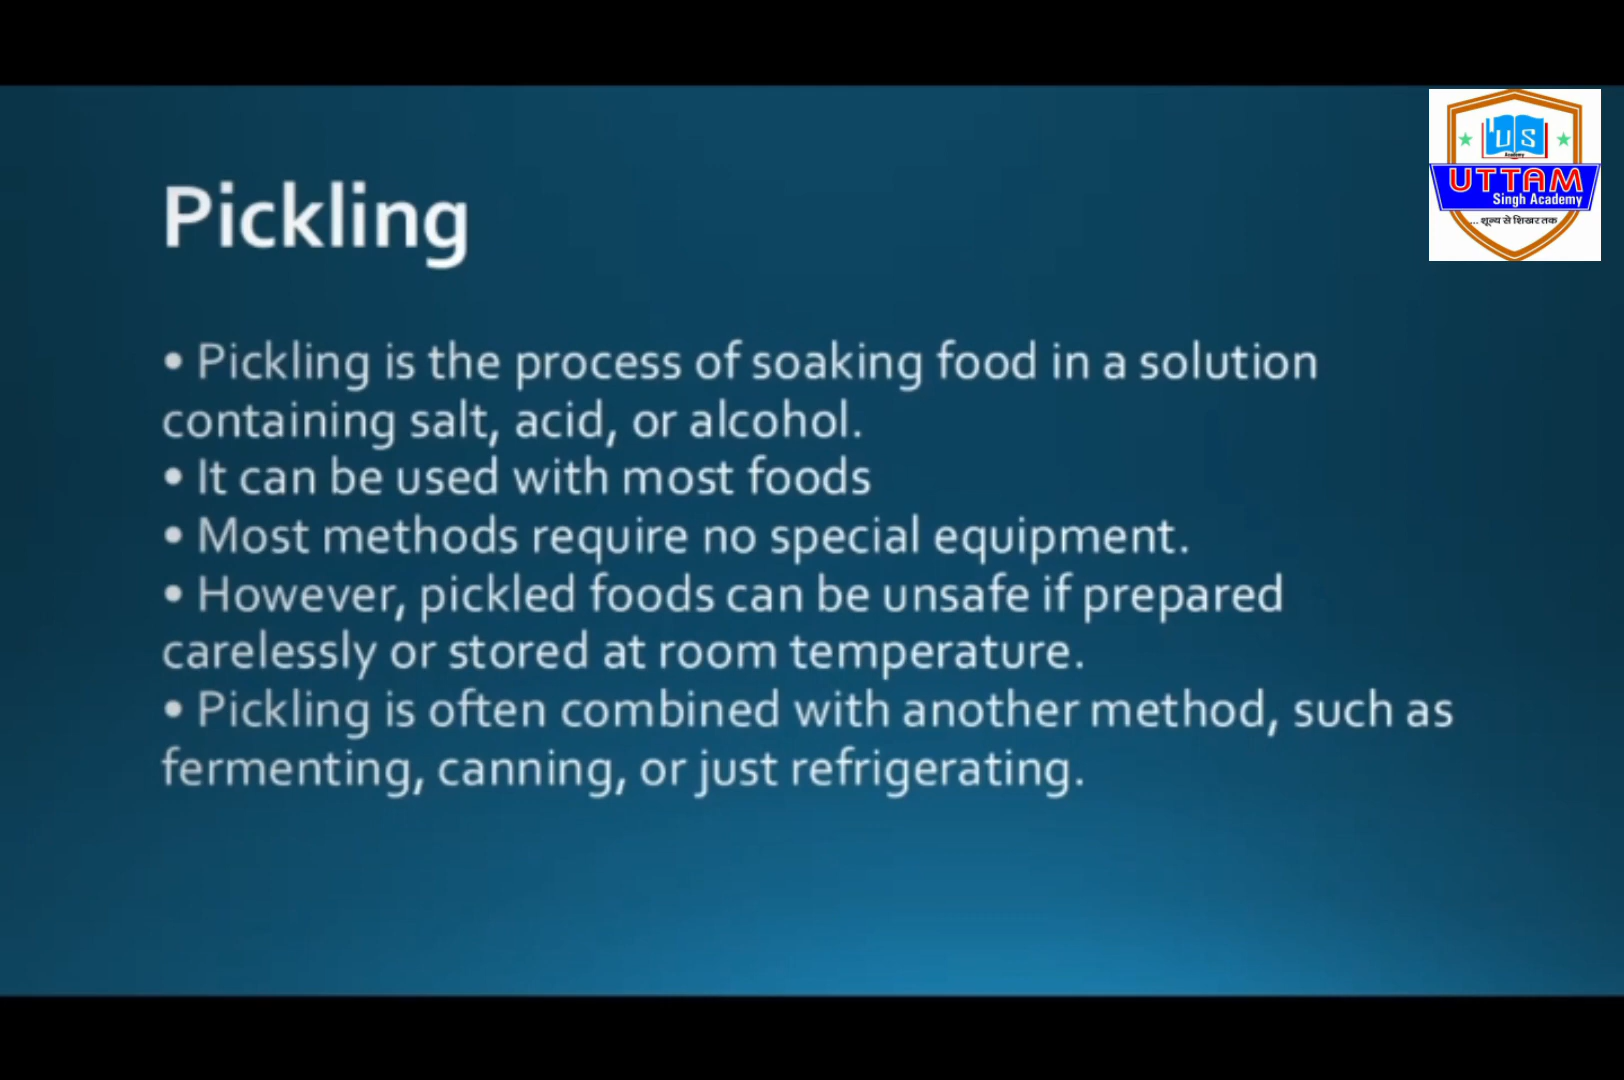 U S
Academy
UTTAM
Singh Academy
... शून्य से शिखर तक
Pickling
• Pickling is the process of soaking food in a solution
containing salt, acid, or alcohol.
• It can be used with most foods
• Most methods require no special equipment.
• However, pickled foods can be unsafe if prepared
carelessly or stored at room temperature.
• Pickling is often combined with another method, such as
fermenting, canning, or just refrigerating.